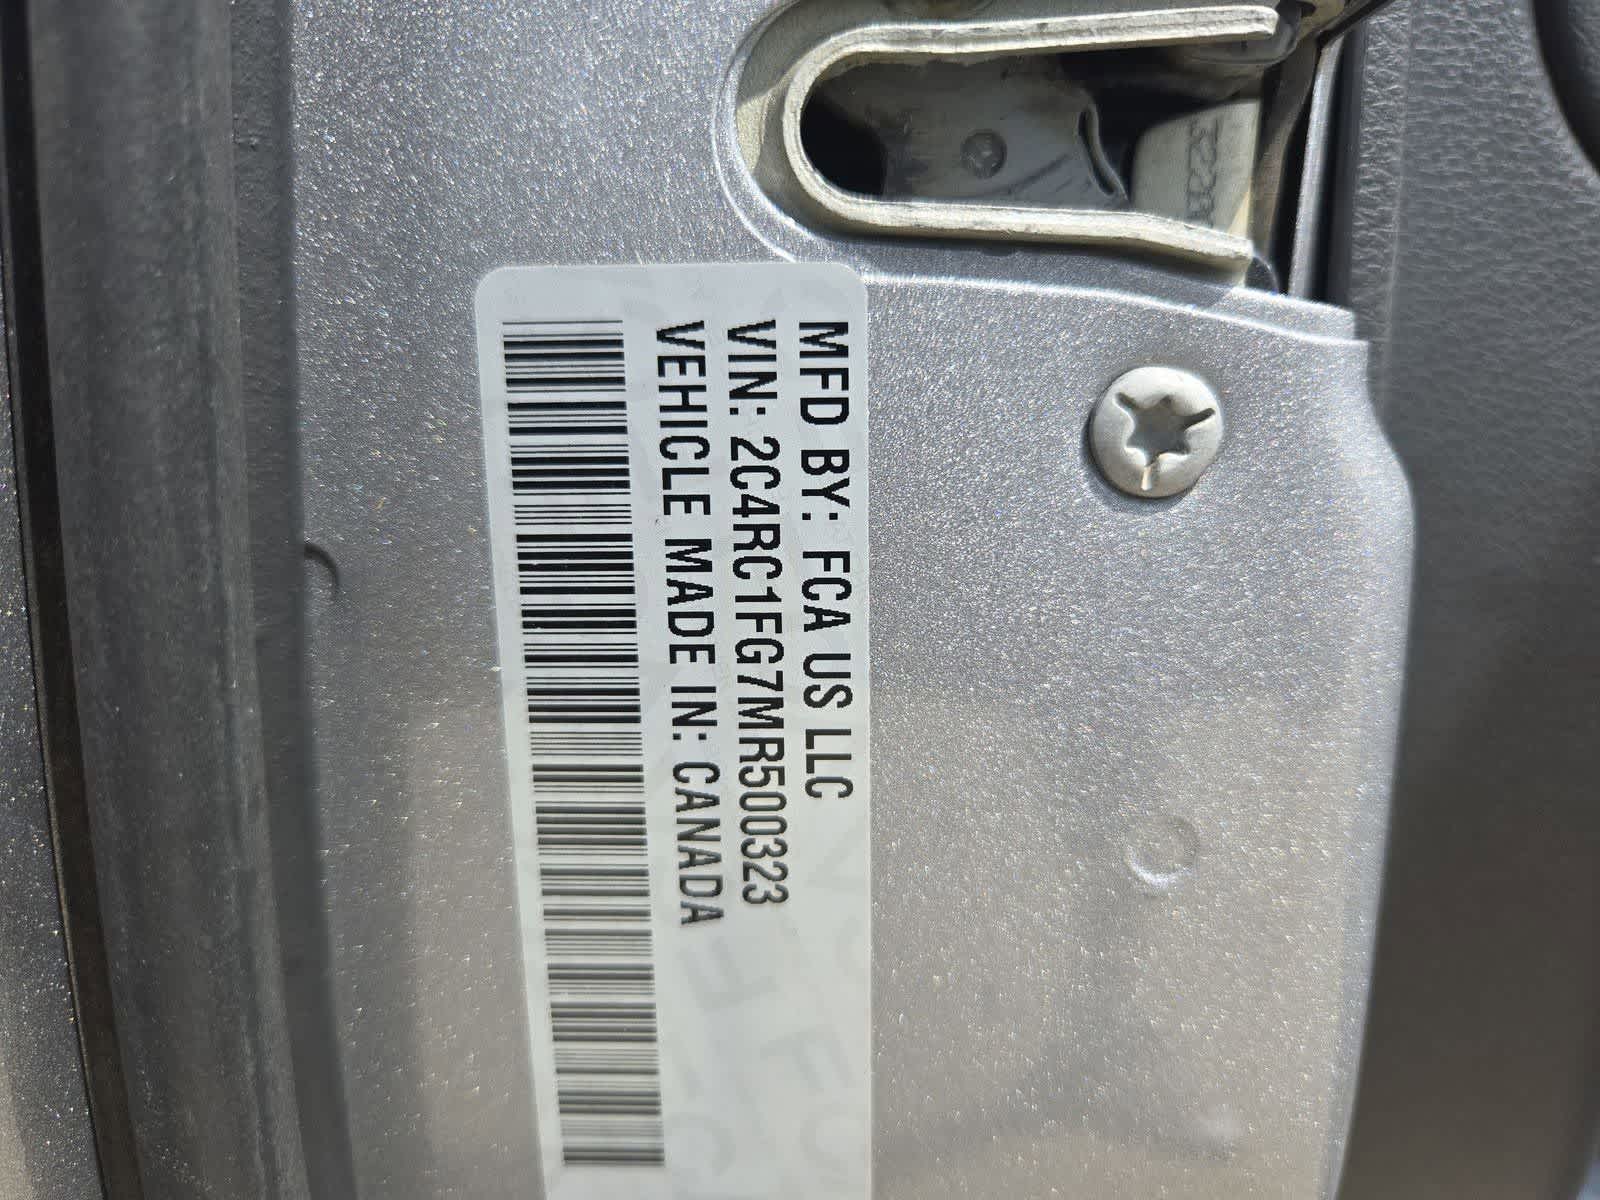 MFD BY: FCA US LLC
VIN: 2C4RC1FG7MR500323
VEHICLE MADE IN: CANADA